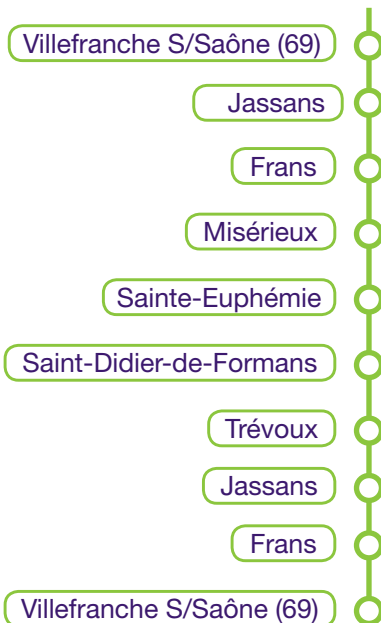 Villefranche S/Saône (69)
Jassans
Frans
Misérieux
Sainte-Euphémie
Saint-Didier-de-Formans
Trévoux
Jassans
Frans
Villefranche S/Saône (69)